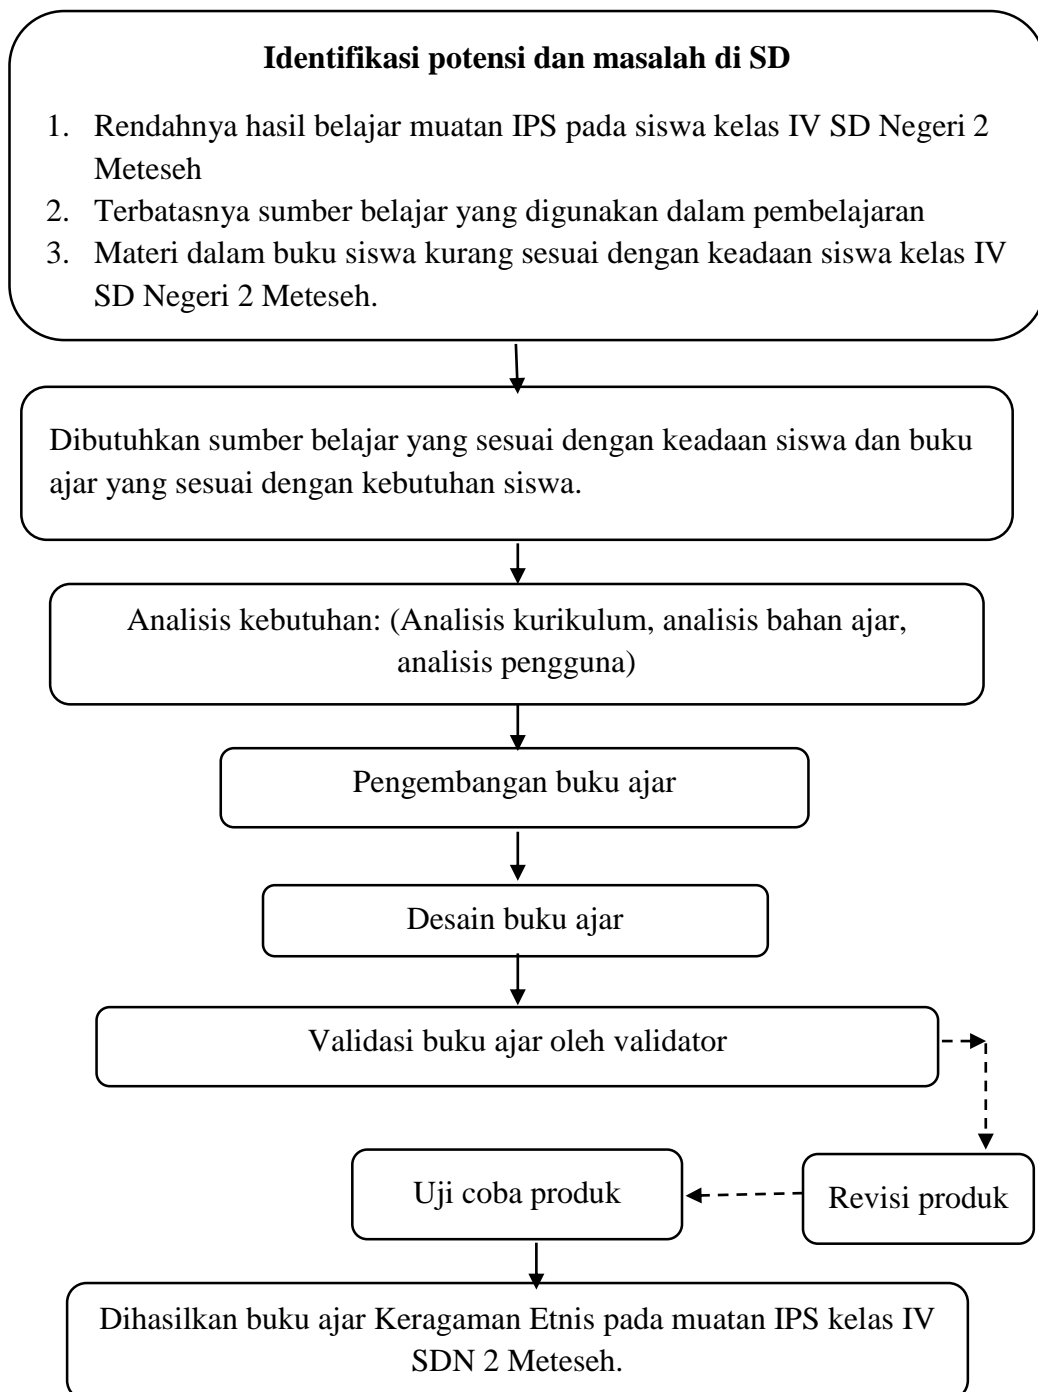 Identifikasi potensi dan masalah di SD
1. Rendahnya hasil belajar muatan IPS pada siswa kelas IV SD Negeri 2
Meteseh
2. Terbatasnya sumber belajar yang digunakan dalam pembelajaran
3. Materi dalam buku siswa kurang sesuai dengan keadaan siswa kelas IV
SD Negeri 2 Meteseh.
Dibutuhkan sumber belajar yang sesuai dengan keadaan siswa dan buku
ajar yang sesuai dengan kebutuhan siswa.
Analisis kebutuhan: (Analisis kurikulum, analisis bahan ajar,
analisis pengguna)
Pengembangan buku ajar
Desain buku ajar
Validasi buku ajar oleh validator
Uji coba produk
Revisi produk
Dihasilkan buku ajar Keragaman Etnis pada muatan IPS kelas IV
SDN 2 Meteseh.